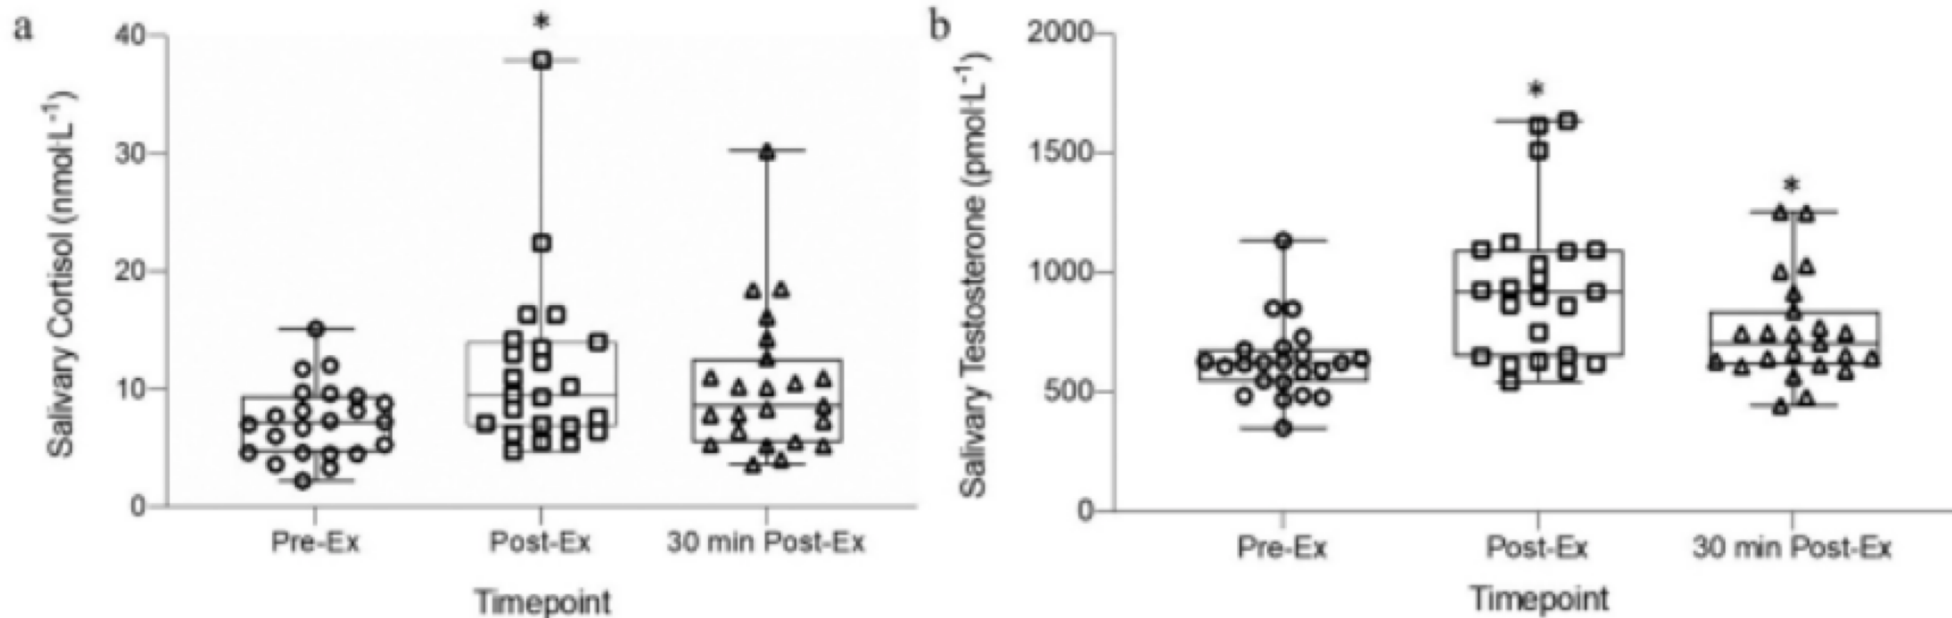 a
*
40
30
20
10
0
Salivary Cortisol (nmol·L⁻¹)
Pre-Ex
Post-Ex
30 min Post-Ex
Timepoint
b
*
*
2000
1500
1000
500
0
Salivary Testosterone (pmol·L⁻¹)
Pre-Ex
Post-Ex
30 min Post-Ex
Timepoint